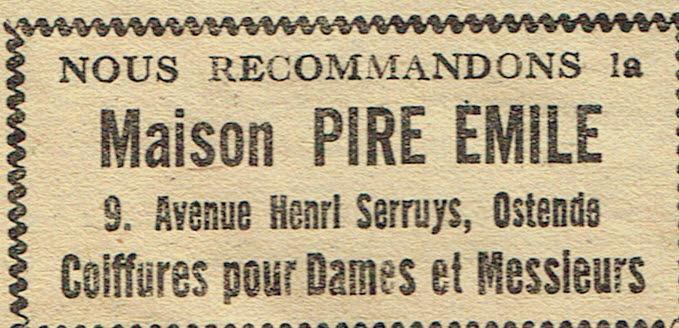 NOUS RECOMMANDONS la
Maison PIRE ÉMILE
9. Avenue Henri Serruys, Ostende
Coiffures pour Dames et Messieurs